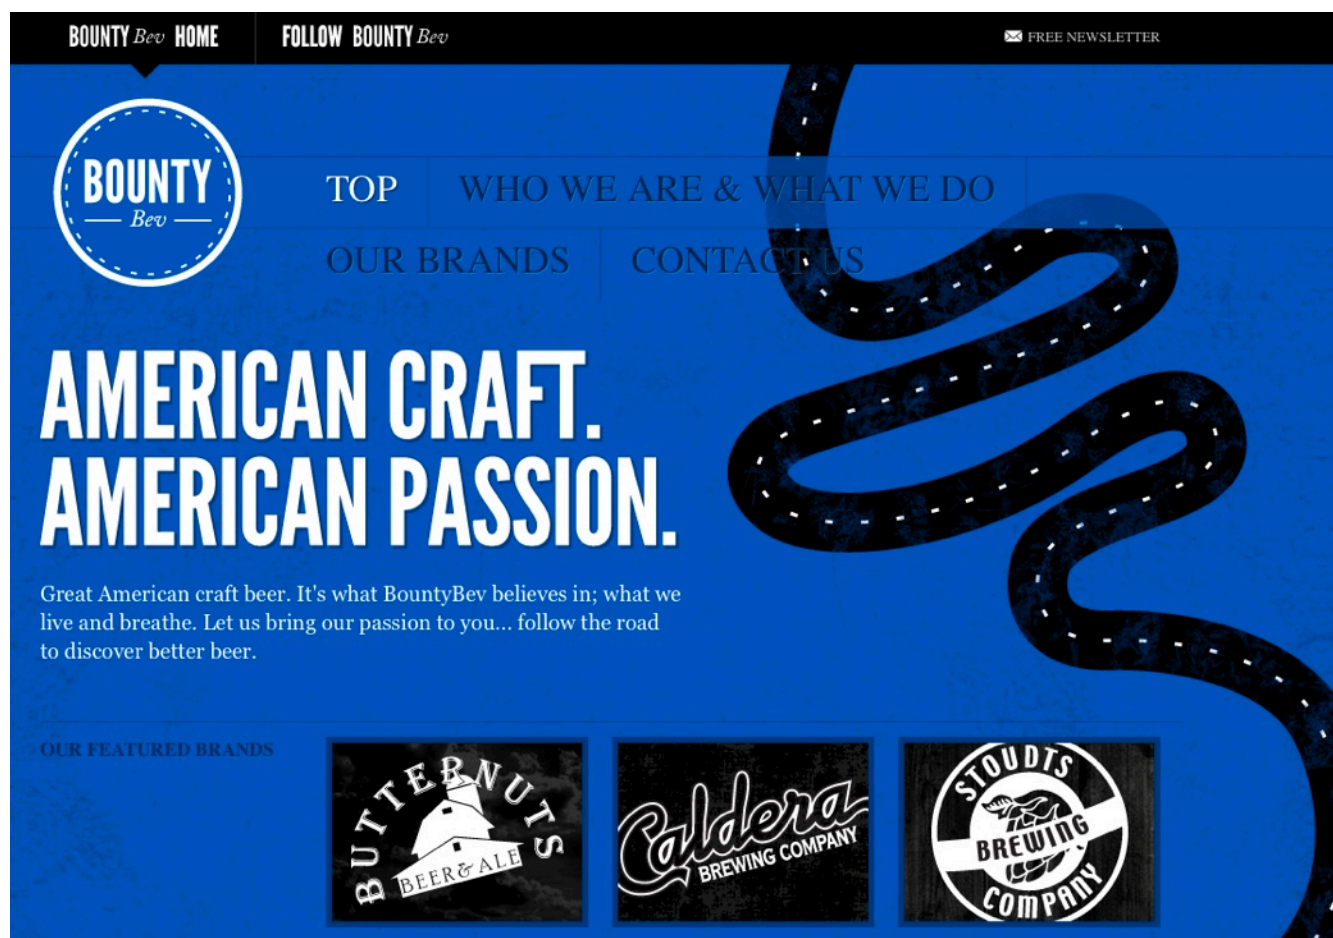 BOUNTY Bev HOME
FOLLOW BOUNTY Bev
FREE NEWSLETTER
BOUNTY
Bev
TOP
WHO WE ARE & WHAT WE DO
OUR BRANDS
CONTACT US
AMERICAN CRAFT.
AMERICAN PASSION.
Great American craft beer. It's what BountyBev believes in; what we
live and breathe. Let us bring our passion to you... follow the road
to discover better beer.
OUR FEATURED BRANDS
BUTTERNUTS
BEER & ALE
Caldera
BREWING COMPANY
STOUDTS
BREWING
COMPANY